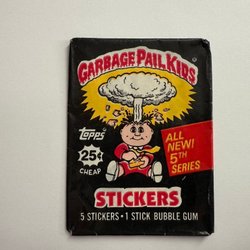 GARBAGE PAIL KIDS
Topps
25¢
CHEAP
ALL
NEW!
5TH
SERIES
STICKERS
5 STICKERS • 1 STICK BUBBLE GUM